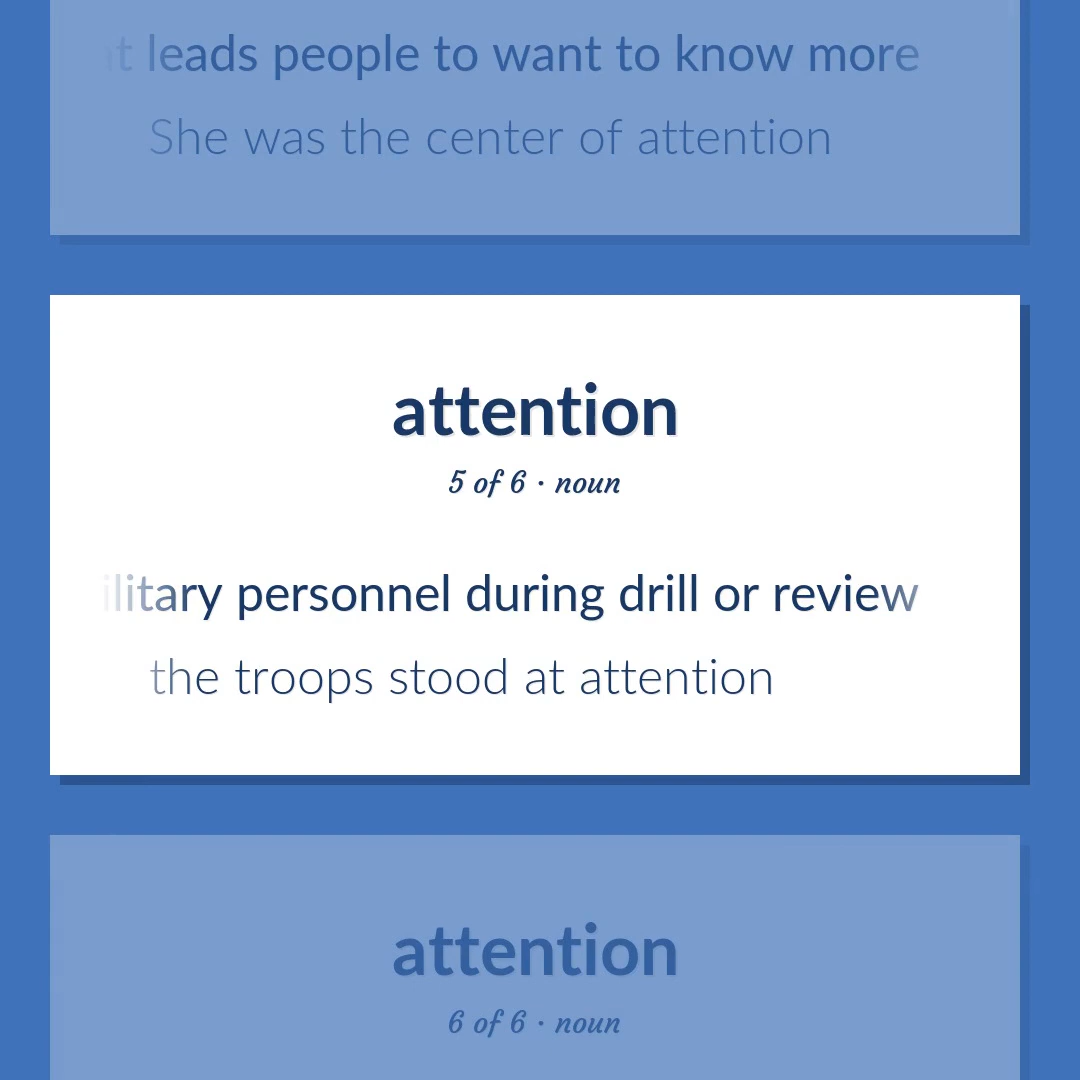 leads people to want to know more
She was the center of attention
attention
5 of 6 · noun
personnel during drill or review
the troops stood at attention
attention
6 of 6 · noun